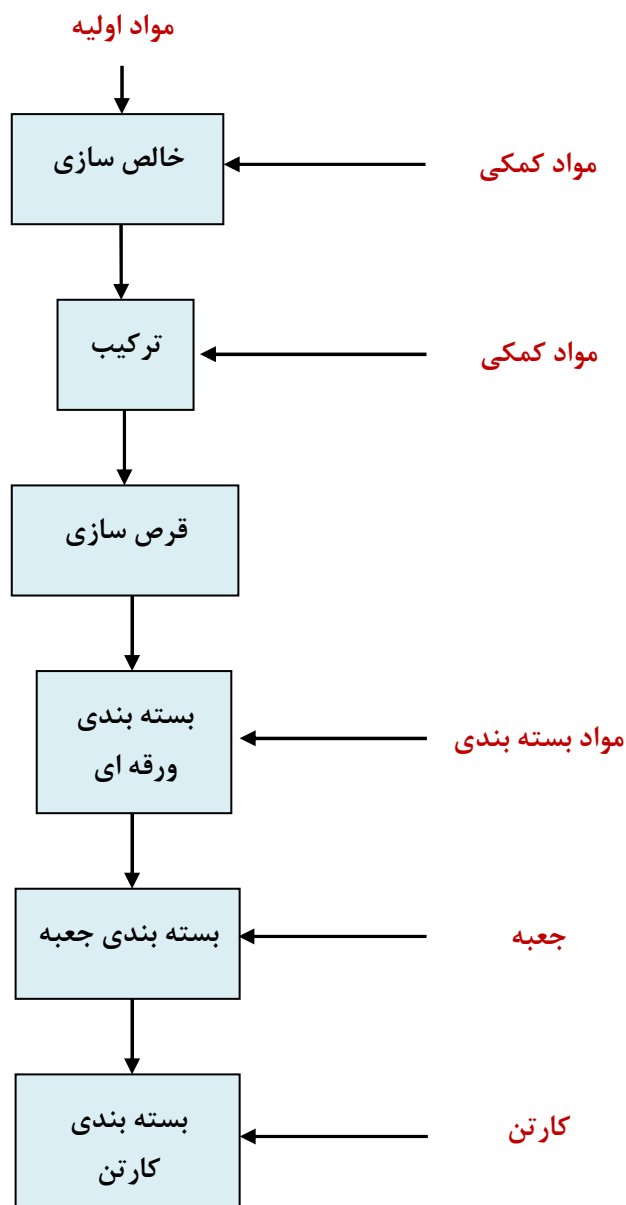 مواد اولیه
خالص سازی
مواد کمکی
ترکیب
مواد کمکی
قرص سازی
بسته بندی
ورقه ای
مواد بسته بندی
بسته بندی جعبه
جعبه
بسته بندی
کارتن
کارتن